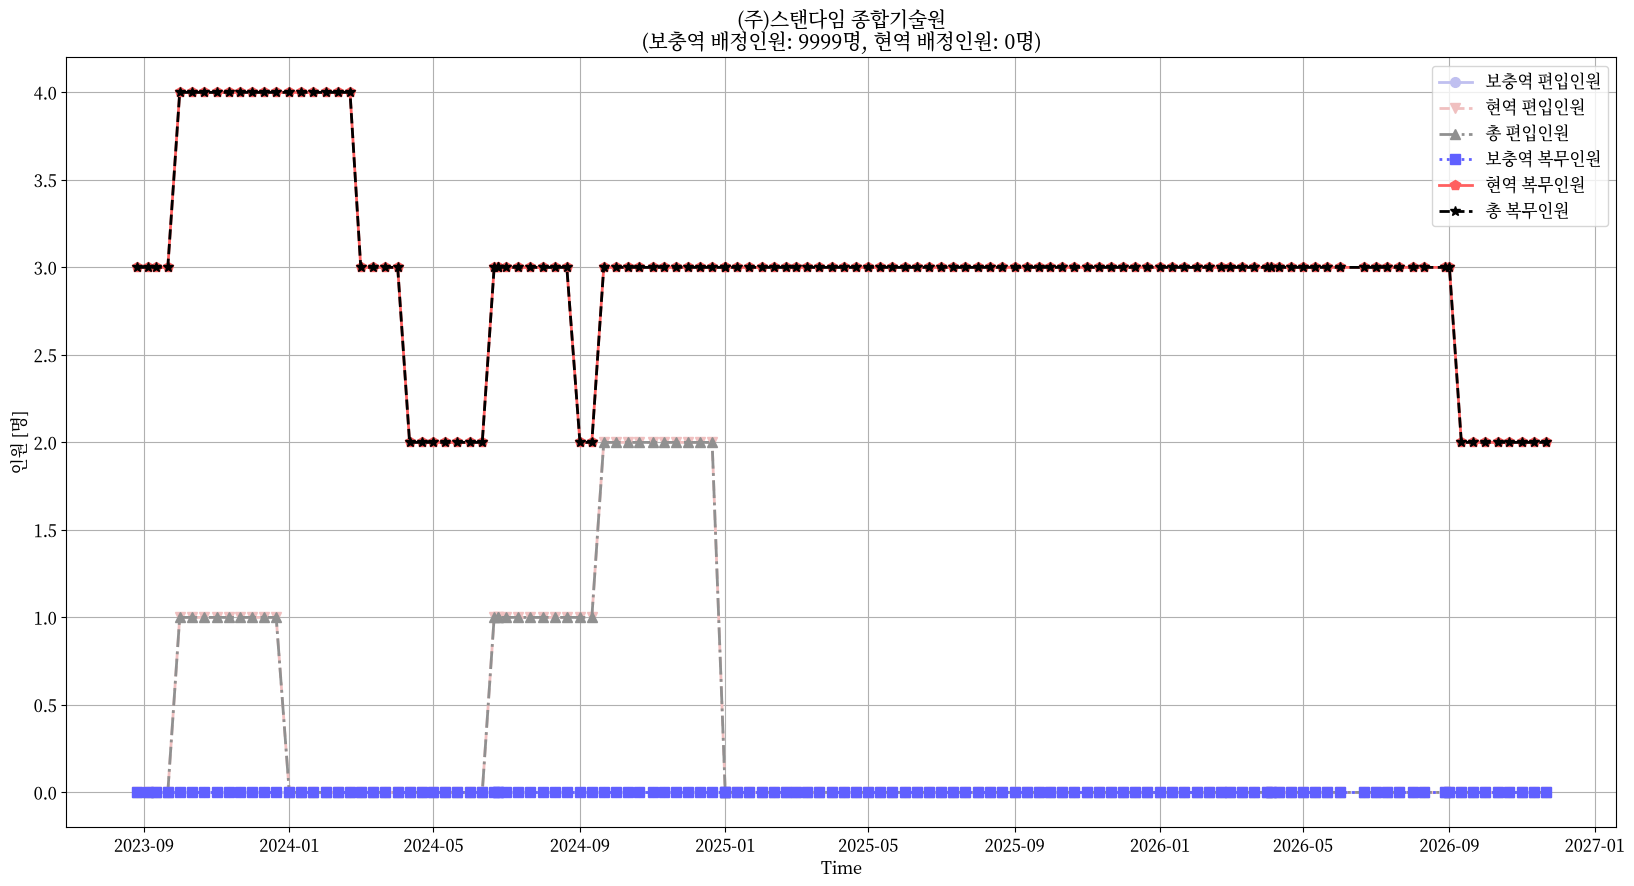 (주)스탠다임 종합기술원
(보충역 배정인원: 9999명, 현역 배정인원: 0명)
보충역 편입인원
현역 편입인원
총 편입인원
보충역 복무인원
현역 복무인원
총 복무인원
4.0
3.5
3.0
2.5
2.0
1.5
1.0
0.5
0.0
인원 [명]
2023-09
2024-01
2024-05
2024-09
2025-01
2025-05
2025-09
2026-01
2026-05
2026-09
2027-01
Time